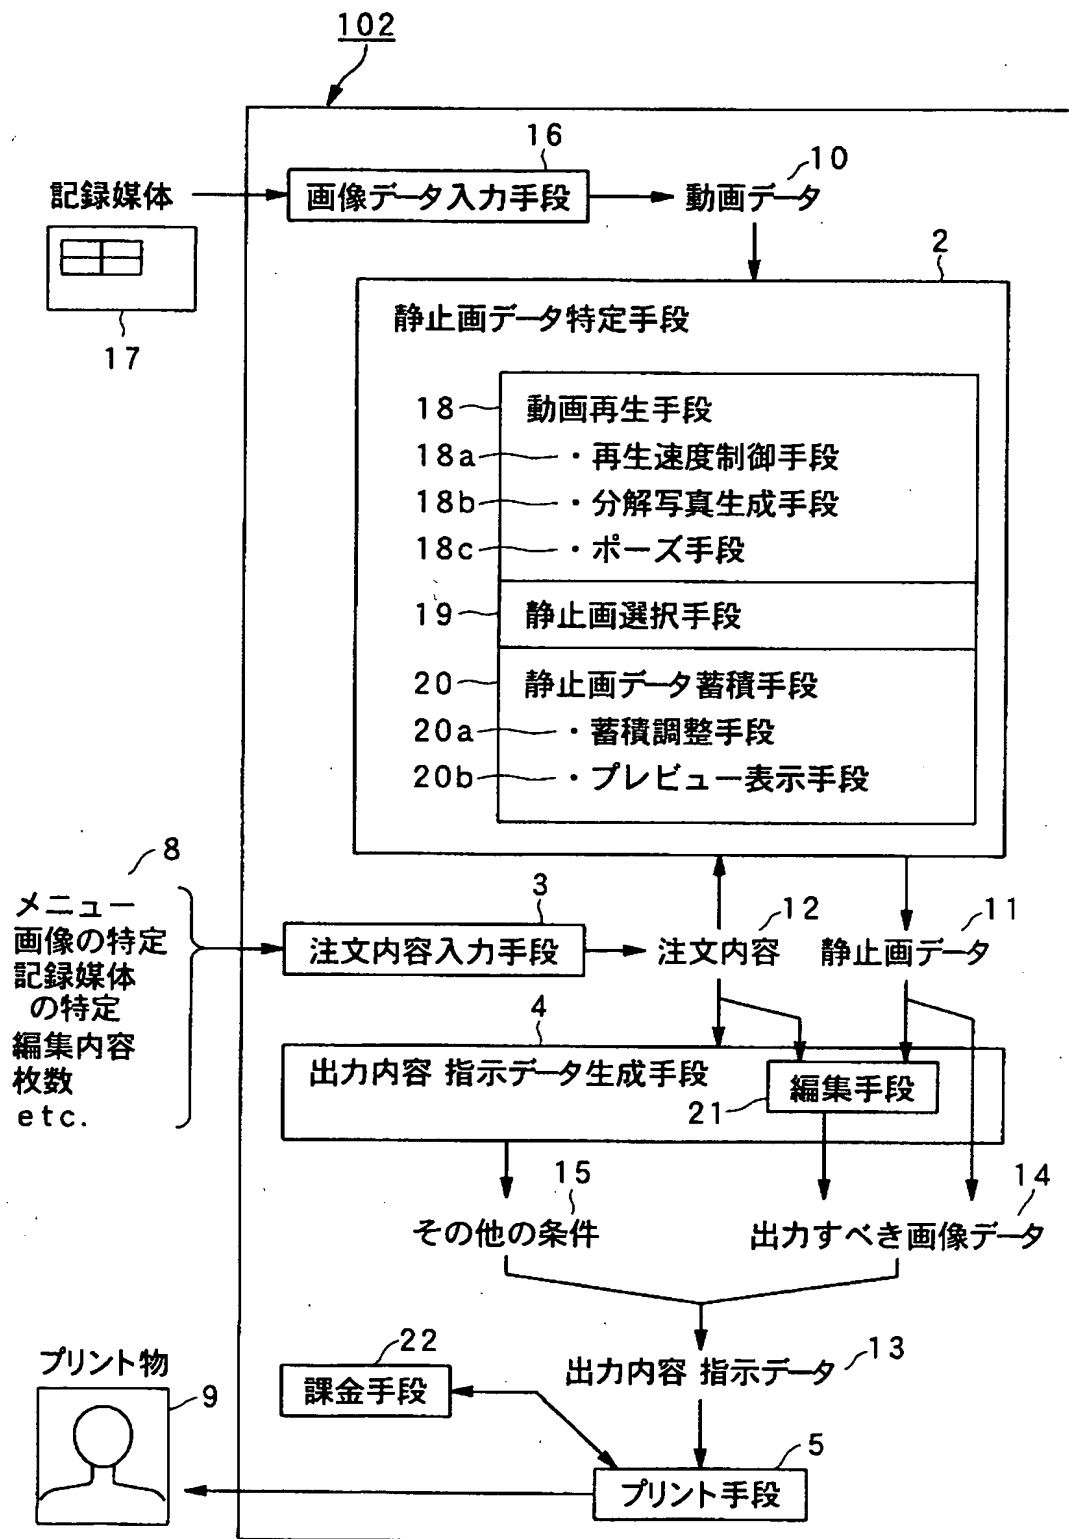 102
16
10
記録媒体
画像データ入力手段
動画データ
17
2
静止画データ特定手段
18 動画再生手段
18a ・再生速度制御手段
18b ・分解写真生成手段
18c ・ポーズ手段
19 静止画選択手段
20 静止画データ蓄積手段
20a ・蓄積調整手段
20b ・プレビュー表示手段
8
メニュー
画像の特定
記録媒体
の特定
編集内容
枚数
etc.
3
注文内容入力手段
12
注文内容
11
静止画データ
4
出力内容 指示データ生成手段
21
編集手段
15
その他の条件
14
出力すべき画像データ
22
課金手段
出力内容 指示データ
13
プリント物
9
5
プリント手段